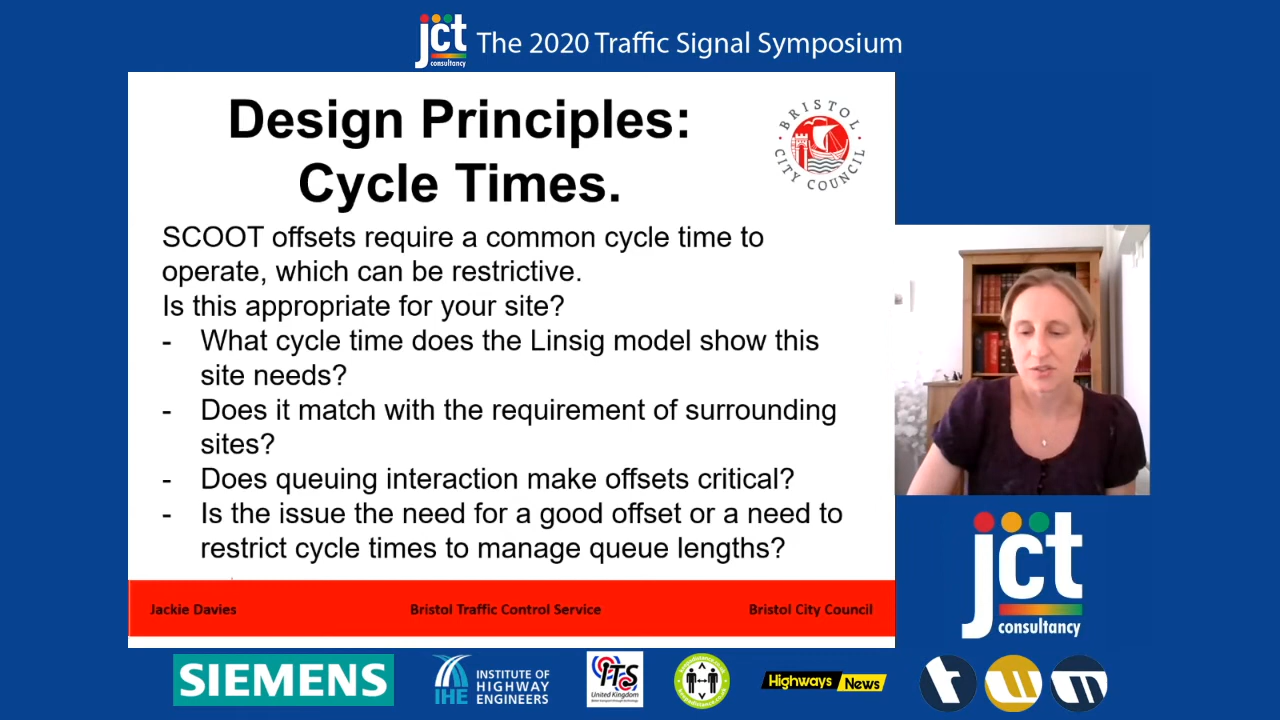 jct
consultancy
The 2020 Traffic Signal Symposium
Design Principles:
Cycle Times.
BRISTOL
CITY COUNCIL
SCOOT offsets require a common cycle time to
operate, which can be restrictive.
Is this appropriate for your site?
- What cycle time does the Linsig model show this
site needs?
- Does it match with the requirement of surrounding
sites?
- Does queuing interaction make offsets critical?
- Is the issue the need for a good offset or a need to
restrict cycle times to manage queue lengths?
Jackie Davies
Bristol Traffic Control Service
Bristol City Council
jct
consultancy
SIEMENS
IHE
INSTITUTE OF
HIGHWAY
ENGINEERS
ITS
United Kingdom
Highways
News